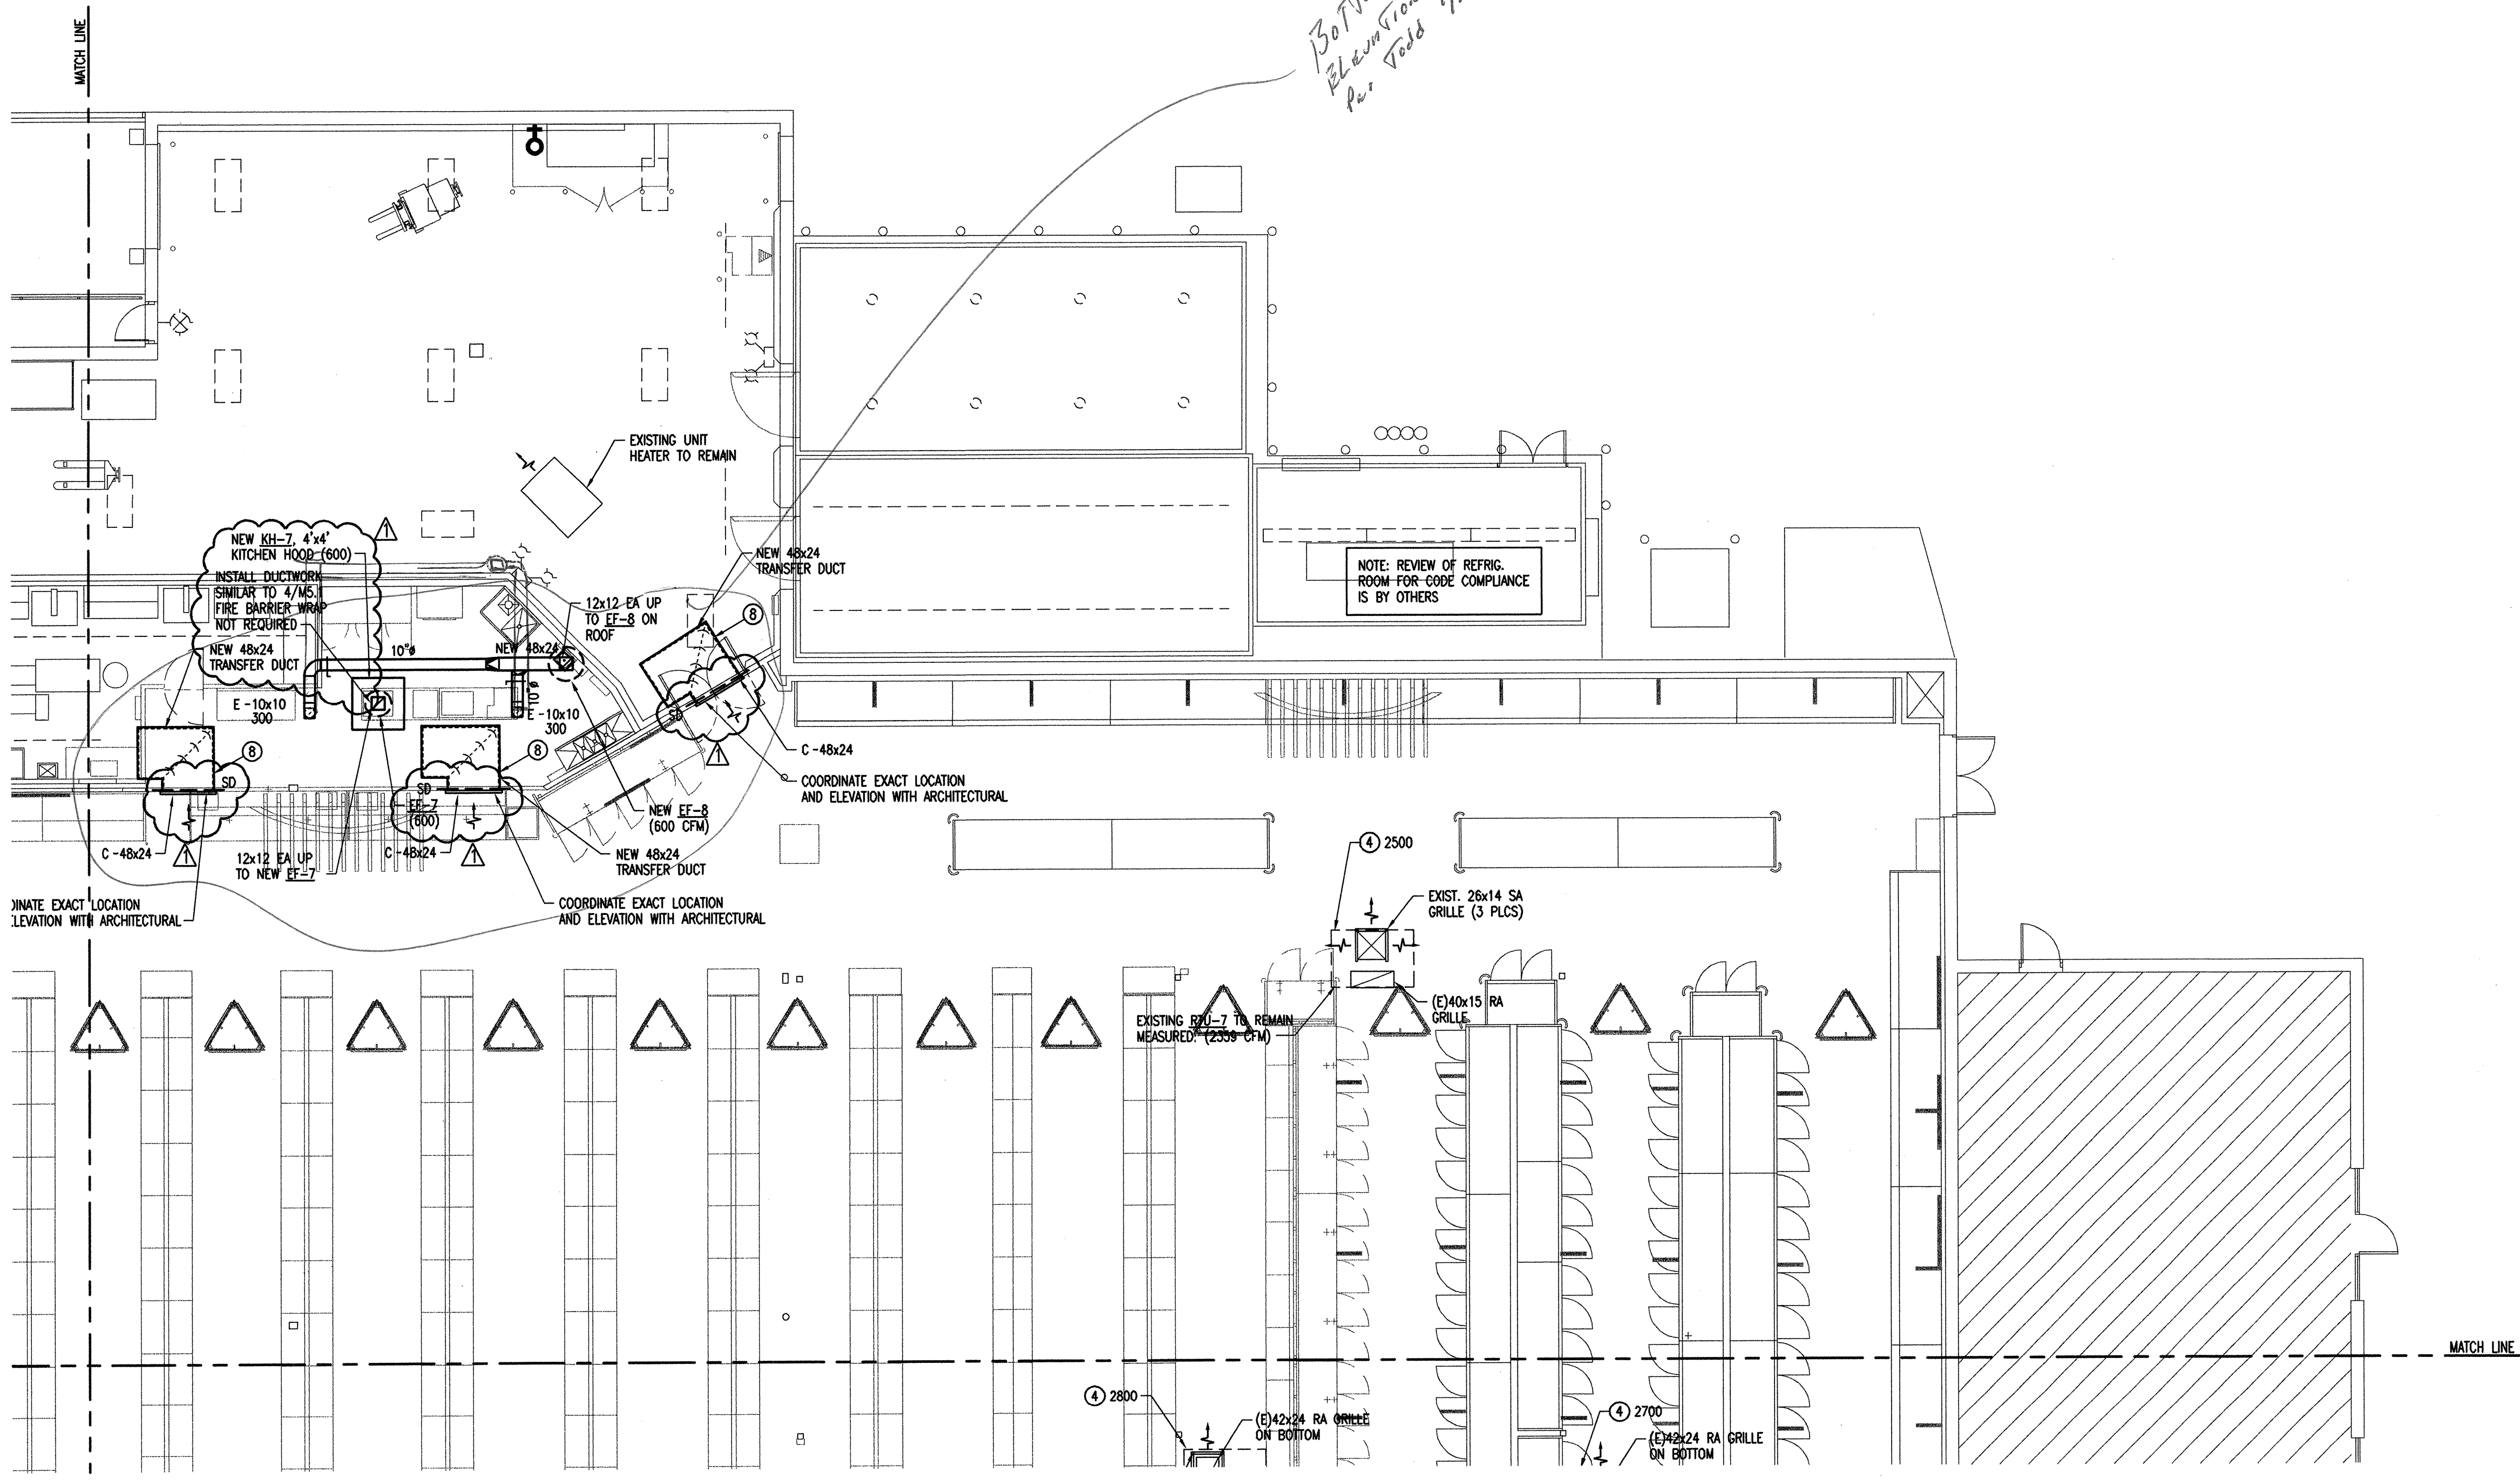 MATCH LINE
ELEVATION
Per Todd
EXISTING UNIT
HEATER TO REMAIN
NEW KH-7, 4'x4'
KITCHEN HOOD (600)
1
INSTALL DUCTWORK
SIMILAR TO 4/M5.1
FIRE BARRIER WRAP
NOT REQUIRED
NEW 48x24
TRANSFER DUCT
10"ø
NEW 48x24
12x12 EA UP
TO EF-8 ON
ROOF
NEW 48x24
TRANSFER DUCT
8
NOTE: REVIEW OF REFRIG.
ROOM FOR CODE COMPLIANCE
IS BY OTHERS
E-10x10
300
10"ø
E-10x10
300
SD
8
SD
8
SD
EF-7
(600)
C-48x24
COORDINATE EXACT LOCATION
AND ELEVATION WITH ARCHITECTURAL
1
NEW EF-8
(600 CFM)
C-48x24
1
12x12 EA UP
TO NEW EF-7
C-48x24
1
NEW 48x24
TRANSFER DUCT
DINATE EXACT LOCATION
ELEVATION WITH ARCHITECTURAL
COORDINATE EXACT LOCATION
AND ELEVATION WITH ARCHITECTURAL
4 2500
EXIST. 26x14 SA
GRILLE (3 PLCS)
(E)40x15 RA
GRILLE
EXISTING RTU-7 TO REMAIN
MEASURED: (2359 CFM)
MATCH LINE
4 2800
(E)42x24 RA GRILLE
ON BOTTOM
4 2700
(E)42x24 RA GRILLE
ON BOTTOM